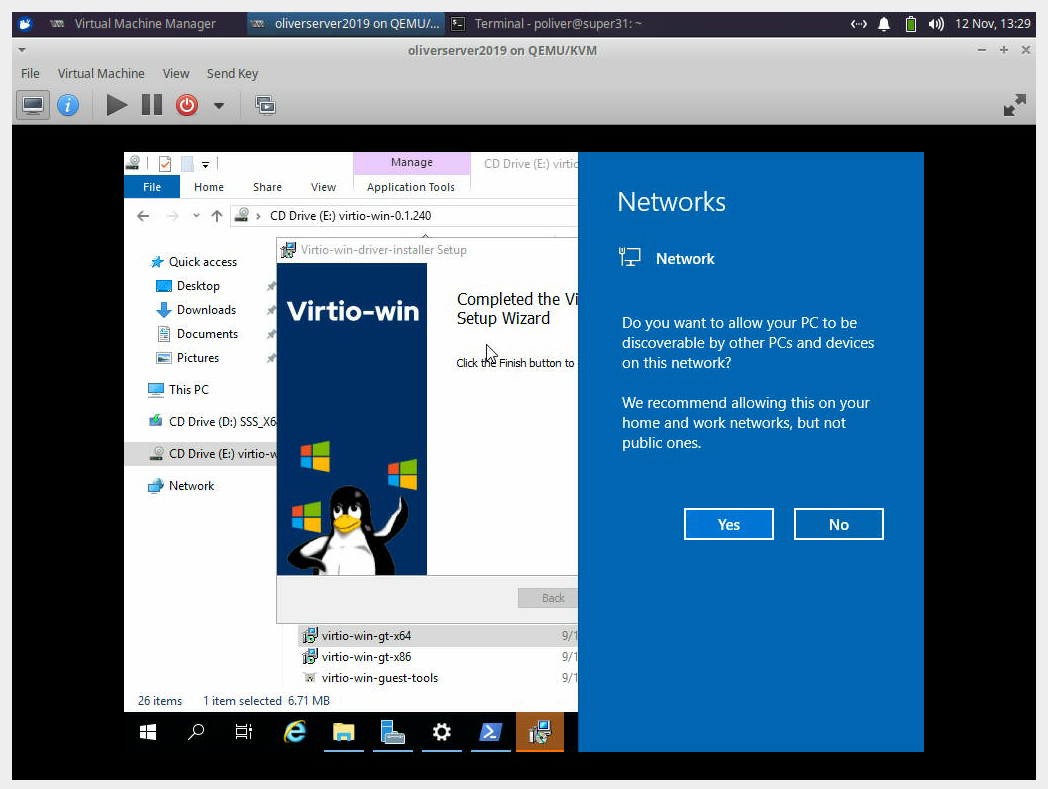 Virtual Machine Manager
oliverserver2019 on QEMU/...
Terminal - poliver@super31: ~
12 Nov, 13:29
oliverserver2019 on QEMU/KVM
File Virtual Machine View Send Key
Manage
CD Drive (E:) virtio
File Home Share View Application Tools
CD Drive (E:) virtio-win-0.1.240
Quick access
Desktop
Downloads
Documents
Pictures
This PC
CD Drive (D:) SSS_X6
CD Drive (E:) virtio-w
Network
Virtio-win-driver-installer Setup
Virtio-win
Completed the Vi
Setup Wizard
Click the Finish button to
Back
virtio-win-gt-x64 9/1
virtio-win-gt-x86 9/1
virtio-win-guest-tools 9/1
26 items 1 item selected 6.71 MB
Networks
Network
Do you want to allow your PC to be
discoverable by other PCs and devices
on this network?
We recommend allowing this on your
home and work networks, but not
public ones.
Yes No